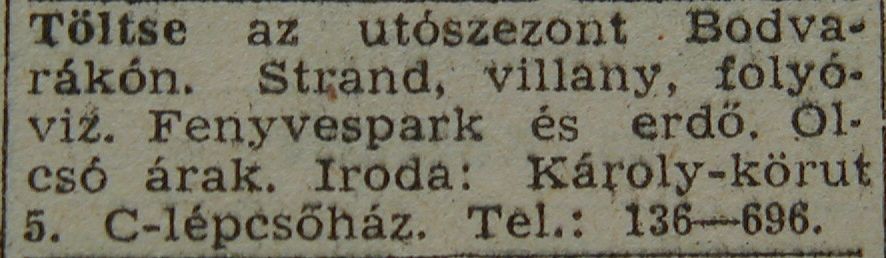 Töltse az utószezont Bodva-
rákón. Strand, villany, folyó-
viz. Fenyvespark és erdő. Ol-
csó árak. Iroda: Károly-körut
5. C-lépcsőház. Tel.: 136—696.